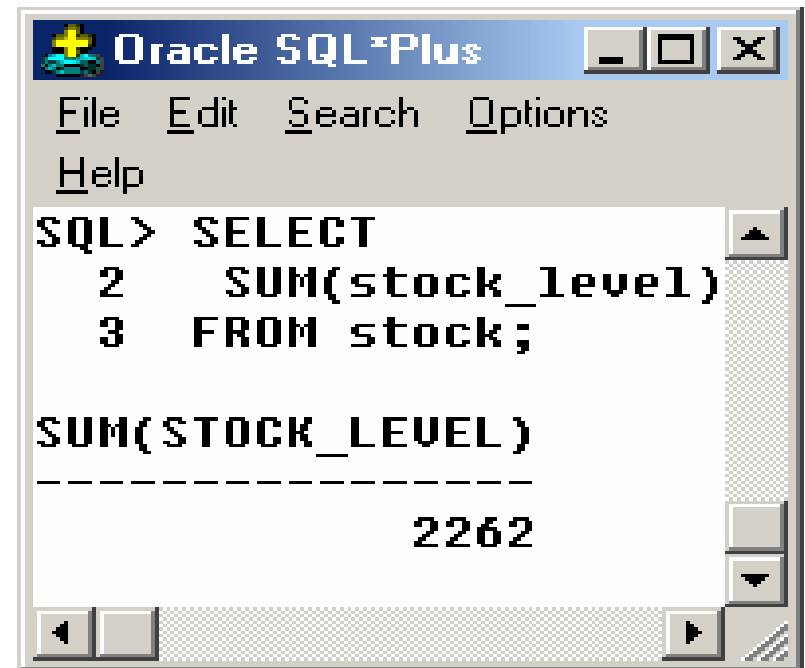 Oracle SQL*Plus
File Edit Search Options
Help
SQL> SELECT
2 SUM(stock_level)
3 FROM stock;
SUM(STOCK_LEVEL)
----------------
2262